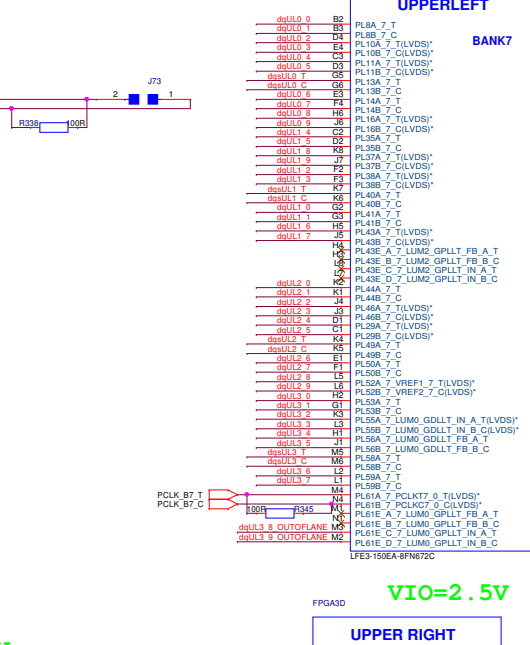 UPPERLEFT
BANK7
dqUL0_0 B2 PL8A_7_T
dqUL0_1 B3 PL8B_7_C
dqUL0_2 D4 PL10A_7_T(LVDS)*
dqUL0_3 E4 PL10B_7_C(LVDS)*
dqUL0_4 C3 PL11A_7_T(LVDS)*
dqUL0_5 D3 PL11B_7_C(LVDS)*
dqsUL0_T G5 PL13A_7_T
dqsUL0_C G6 PL13B_7_C
dqUL0_6 E3 PL14A_7_T
dqUL0_7 F4 PL14B_7_C
dqUL0_8 H6 PL16A_7_T(LVDS)*
dqUL0_9 J6 PL16B_7_C(LVDS)*
dqUL1_4 C2 PL35A_7_T
dqUL1_5 D2 PL35B_7_C
dqUL1_8 K8 PL37A_7_T(LVDS)*
dqUL1_9 J7 PL37B_7_C(LVDS)*
dqUL1_2 F2 PL38A_7_T(LVDS)*
dqUL1_3 F3 PL38B_7_C(LVDS)*
dqsUL1_T K7 PL40A_7_T
dqsUL1_C K6 PL40B_7_C
dqUL1_0 G2 PL41A_7_T
dqUL1_1 G3 PL41B_7_C
dqUL1_6 H5 PL43A_7_T(LVDS)*
dqUL1_7 J5 PL43B_7_C(LVDS)*
H4 PL43E_A_7_LUM2_GPLLT_FB_A_T
PL43E_B_7_LUM2_GPLLT_FB_B_C
PL43E_C_7_LUM2_GPLLT_IN_A_T
PL43E_D_7_LUM2_GPLLT_IN_B_C
dqUL2_0 K2 PL44A_7_T
dqUL2_1 K1 PL44B_7_C
dqUL2_2 J4 PL46A_7_T(LVDS)*
dqUL2_3 J3 PL46B_7_C(LVDS)*
dqUL2_4 D1 PL29A_7_T(LVDS)*
dqUL2_5 C1 PL29B_7_C(LVDS)*
dqsUL2_T K4 PL49A_7_T
dqsUL2_C K5 PL49B_7_C
dqUL2_6 E1 PL50A_7_T
dqUL2_7 F1 PL50B_7_C
dqUL2_8 L5 PL52A_7_VREF1_7_T(LVDS)*
dqUL2_9 L6 PL52B_7_VREF2_7_C(LVDS)*
dqUL3_0 H2 PL53A_7_T
dqUL3_1 G1 PL53B_7_C
dqUL3_2 K3 PL55A_7_LUM0_GDLLT_IN_A_T(LVDS)*
dqUL3_3 L3 PL55B_7_LUM0_GDLLT_IN_B_C(LVDS)*
dqUL3_4 H1 PL56A_7_LUM0_GDLLT_FB_A_T
dqUL3_5 J1 PL56B_7_LUM0_GDLLT_FB_B_C
dqsUL3_T M5 PL58A_7_T
dqsUL3_C M6 PL58B_7_C
dqUL3_6 L2 PL59A_7_T
dqUL3_7 L1 PL59B_7_C
PCLK_B7_T M4 PL61A_7_PCLKT7_0_T(LVDS)*
PCLK_B7_C N4 PL61B_7_PCLKC7_0_C(LVDS)*
100R R345 PL61E_A_7_LUM0_GPLLT_FB_A_T
PL61E_B_7_LUM0_GPLLT_FB_B_C
dqUL3_8_OUTOFLANE M3 PL61E_C_7_LUM0_GPLLT_IN_A_T
dqUL3_9_OUTOFLANE M2 PL61E_D_7_LUM0_GPLLT_IN_B_C
J73
2 1
R338 100R
LFE3-150EA-8FN672C
VIO=2.5V
FPGA3D
UPPER RIGHT